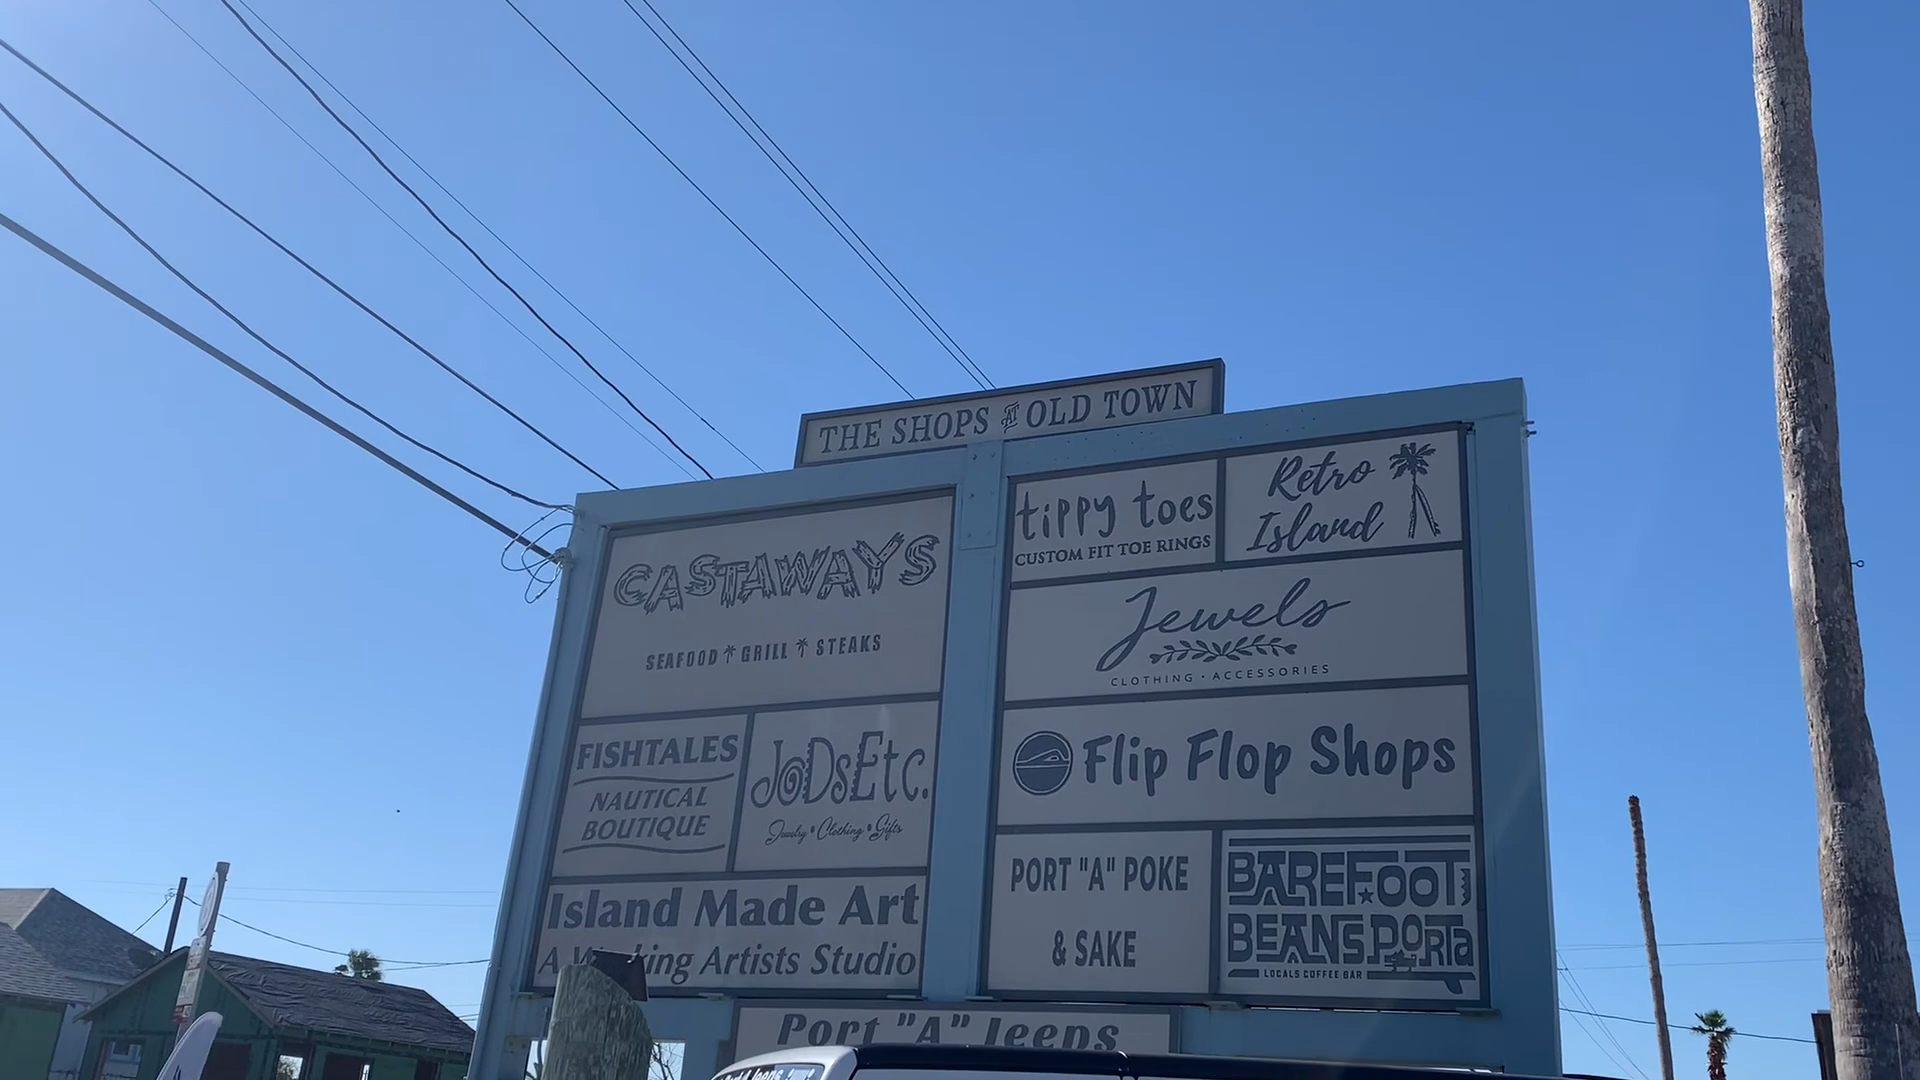 THE SHOPS AT OLD TOWN
CASTAWAYS
SEAFOOD GRILL STEAKS
FISHTALES
NAUTICAL
BOUTIQUE
JoDsEtc.
Jewelry • Clothing • Gifts
Island Made Art
A Working Artists Studio
tippy toes
CUSTOM FIT TOE RINGS
Retro
Island
Jewels
CLOTHING • ACCESSORIES
Flip Flop Shops
PORT "A" POKE
& SAKE
BAREFOOT
BEANS PORTA
LOCALS COFFEE BAR
Port "A" Jeeps